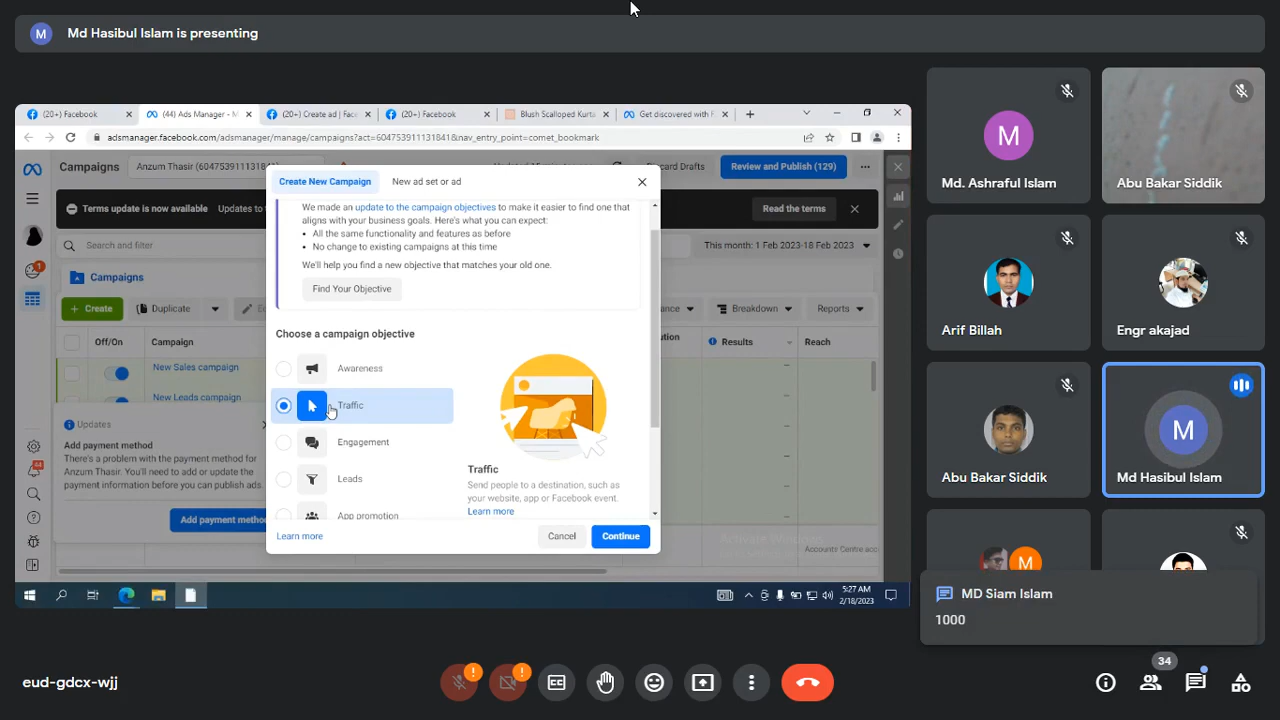 M
Md Hasibul Islam is presenting
(20+) Facebook
(44) Ads Manager - M
(20+) Create ad | Fac
(20+) Facebook
Blush Scalloped Kurta
Get discovered with F
adsmanager.facebook.com/adsmanager/manage/campaigns?act=604753911131841&nav_entry_point=comet_bookmark
Campaigns
Anzum Thasir (604753911131841)
Discard Drafts
Review and Publish (129)
Terms update is now available
Updates to
Read the terms
Search and filter
This month: 1 Feb 2023-18 Feb 2023
Campaigns
+ Create
Duplicate
Breakdown
Reports
Off/On
Campaign
Results
Reach
New Sales campaign
New Leads campaign
Updates
Add payment method
There's a problem with the payment method for
Anzum Thasir. You'll need to add or update the
payment information before you can publish ads.
Add payment method
Create New Campaign
New ad set or ad
We made an update to the campaign objectives to make it easier to find one that
aligns with your business goals. Here's what you can expect:
• All the same functionality and features as before
• No change to existing campaigns at this time
We'll help you find a new objective that matches your old one.
Find Your Objective
Choose a campaign objective
Awareness
Traffic
Engagement
Leads
App promotion
Traffic
Send people to a destination, such as
your website, app or Facebook event.
Learn more
Learn more
Cancel
Continue
Activate Windows
Accounts Centre acc
5:27 AM
2/18/2023
M
Md. Ashraful Islam
Abu Bakar Siddik
Arif Billah
Engr akajad
Abu Bakar Siddik
M
Md Hasibul Islam
M
MD Siam Islam
1000
eud-gdcx-wjj
34